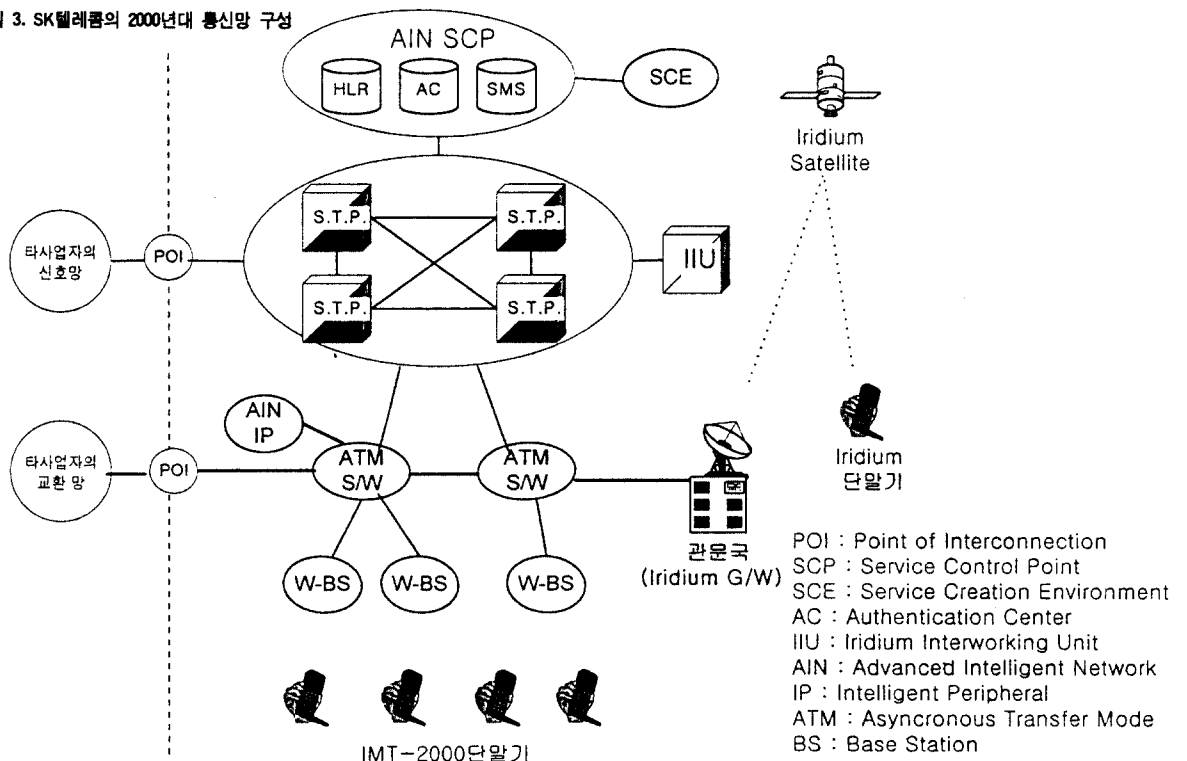 3. SK텔레콤의 2000년대 통신망 구성
AIN SCP
HLR
AC
SMS
SCE
Iridium
Satellite
S.T.P.
S.T.P.
S.T.P.
S.T.P.
IIU
타사업자의
신호망
POI
AIN
IP
타사업자의
교환 망
POI
ATM
S/W
ATM
S/W
Iridium
단말기
W-BS
W-BS
W-BS
관문국
(Iridium G/W)
IMT-2000단말기
POI : Point of Interconnection
SCP : Service Control Point
SCE : Service Creation Environment
AC : Authentication Center
IIU : Iridium Interworking Unit
AIN : Advanced Intelligent Network
IP : Intelligent Peripheral
ATM : Asyncronous Transfer Mode
BS : Base Station